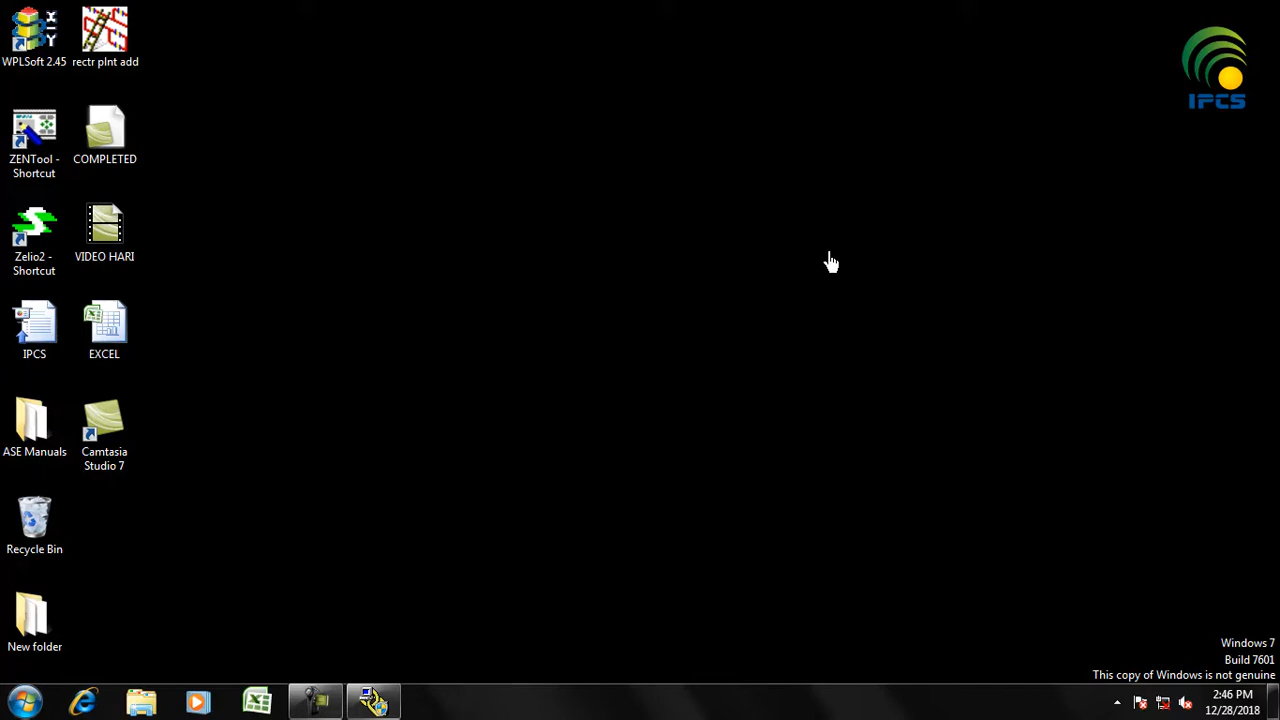 WPLSoft 2.45
rectr plnt add
ZENTool -
Shortcut
COMPLETED
Zelio2 -
Shortcut
VIDEO HARI
IPCS
EXCEL
ASE Manuals
Camtasia
Studio 7
Recycle Bin
New folder
IPCS
Windows 7
Build 7601
This copy of Windows is not genuine
2:46 PM
12/28/2018